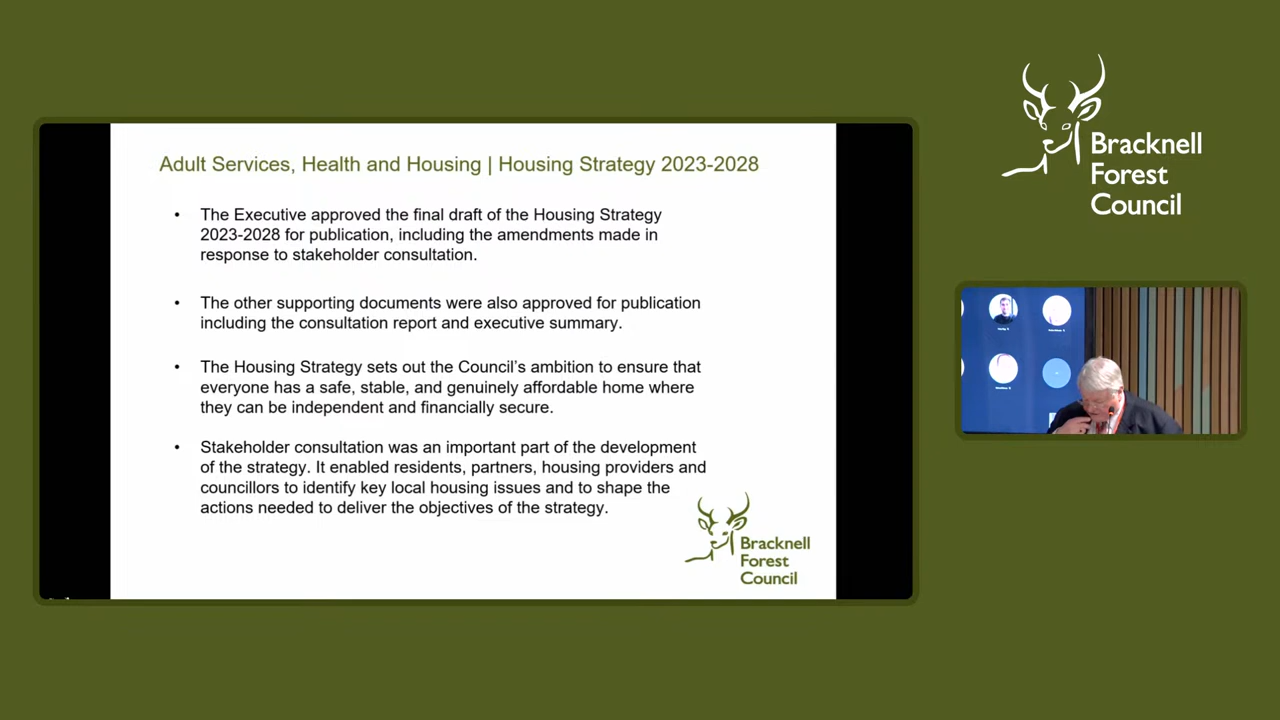 Adult Services, Health and Housing | Housing Strategy 2023-2028
• The Executive approved the final draft of the Housing Strategy
2023-2028 for publication, including the amendments made in
response to stakeholder consultation.
• The other supporting documents were also approved for publication
including the consultation report and executive summary.
• The Housing Strategy sets out the Council's ambition to ensure that
everyone has a safe, stable, and genuinely affordable home where
they can be independent and financially secure.
• Stakeholder consultation was an important part of the development
of the strategy. It enabled residents, partners, housing providers and
councillors to identify key local housing issues and to shape the
actions needed to deliver the objectives of the strategy.
Bracknell
Forest
Council
Bracknell
Forest
Council